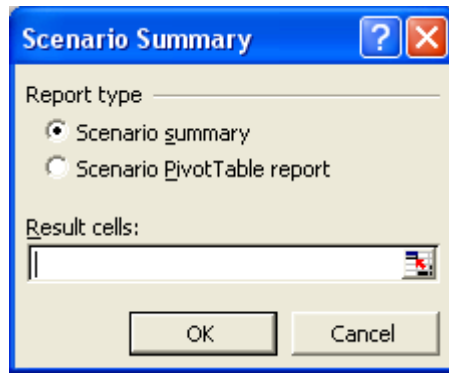 Scenario Summary
Report type
Scenario summary
Scenario PivotTable report
Result cells:
OK Cancel